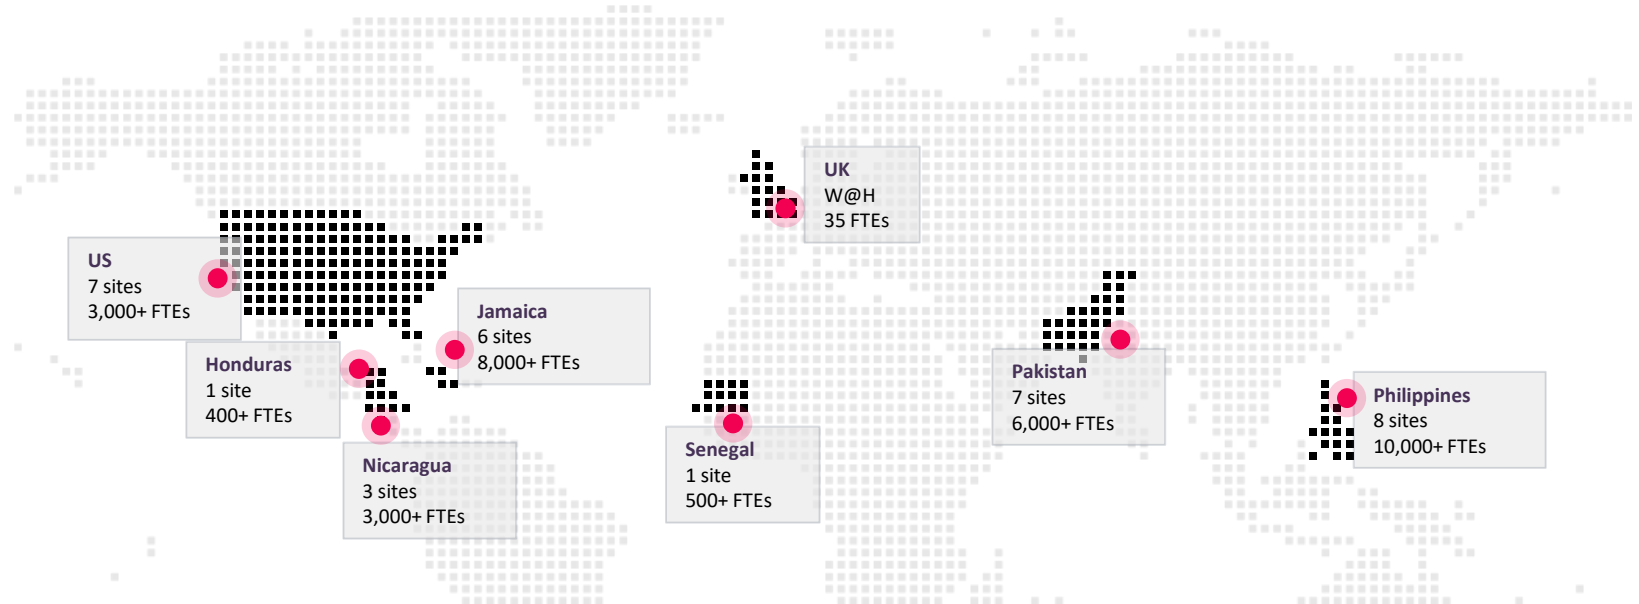 UK
W@H
35 FTEs
US
7 sites
3,000+ FTEs
Jamaica
6 sites
8,000+ FTEs
Honduras
1 site
400+ FTEs
Pakistan
7 sites
6,000+ FTEs
Philippines
8 sites
10,000+ FTEs
Senegal
1 site
500+ FTEs
Nicaragua
3 sites
3,000+ FTEs